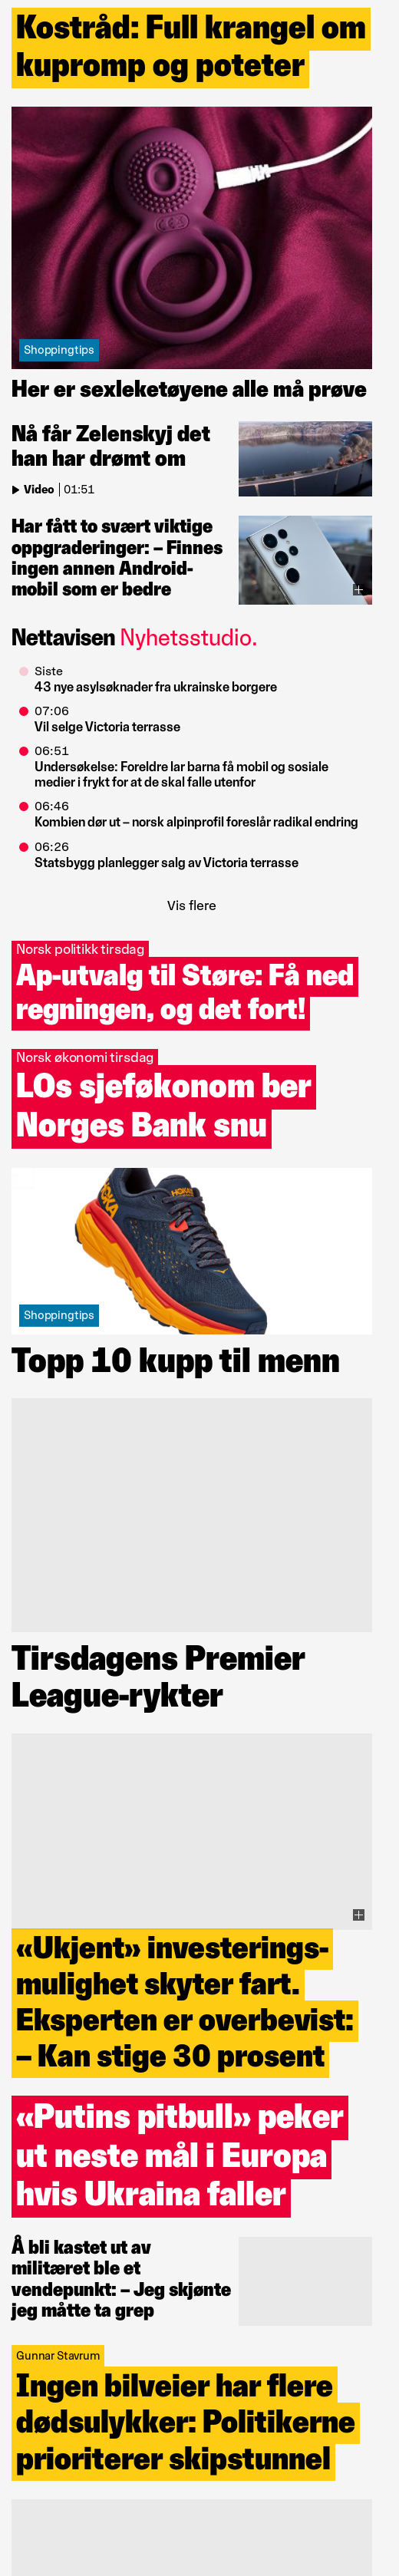 Kostråd: Full krangel om
kupromp og poteter
Shoppingtips
Her er sexleketøyene alle må prøve
Nå får Zelenskyj det
han har drømt om
Video | 01:51
Har fått to svært viktige
oppgraderinger: – Finnes
ingen annen Android-
mobil som er bedre
Nettavisen Nyhetsstudio.
Siste
43 nye asylsøknader fra ukrainske borgere
07:06
Vil selge Victoria terrasse
06:51
Undersøkelse: Foreldre lar barna få mobil og sosiale
medier i frykt for at de skal falle utenfor
06:46
Kombien dør ut – norsk alpinprofil foreslår radikal endring
06:26
Statsbygg planlegger salg av Victoria terrasse
Vis flere
Norsk politikk tirsdag
Ap-utvalg til Støre: Få ned
regningen, og det fort!
Norsk økonomi tirsdag
LOs sjeføkonom ber
Norges Bank snu
HOKA
Shoppingtips
Topp 10 kupp til menn
Tirsdagens Premier
League-rykter
«Ukjent» investerings-
mulighet skyter fart.
Eksperten er overbevist:
– Kan stige 30 prosent
«Putins pitbull» peker
ut neste mål i Europa
hvis Ukraina faller
Å bli kastet ut av
militæret ble et
vendepunkt: – Jeg skjønte
jeg måtte ta grep
Gunnar Stavrum
Ingen bilveier har flere
dødsulykker: Politikerne
prioriterer skipstunnel